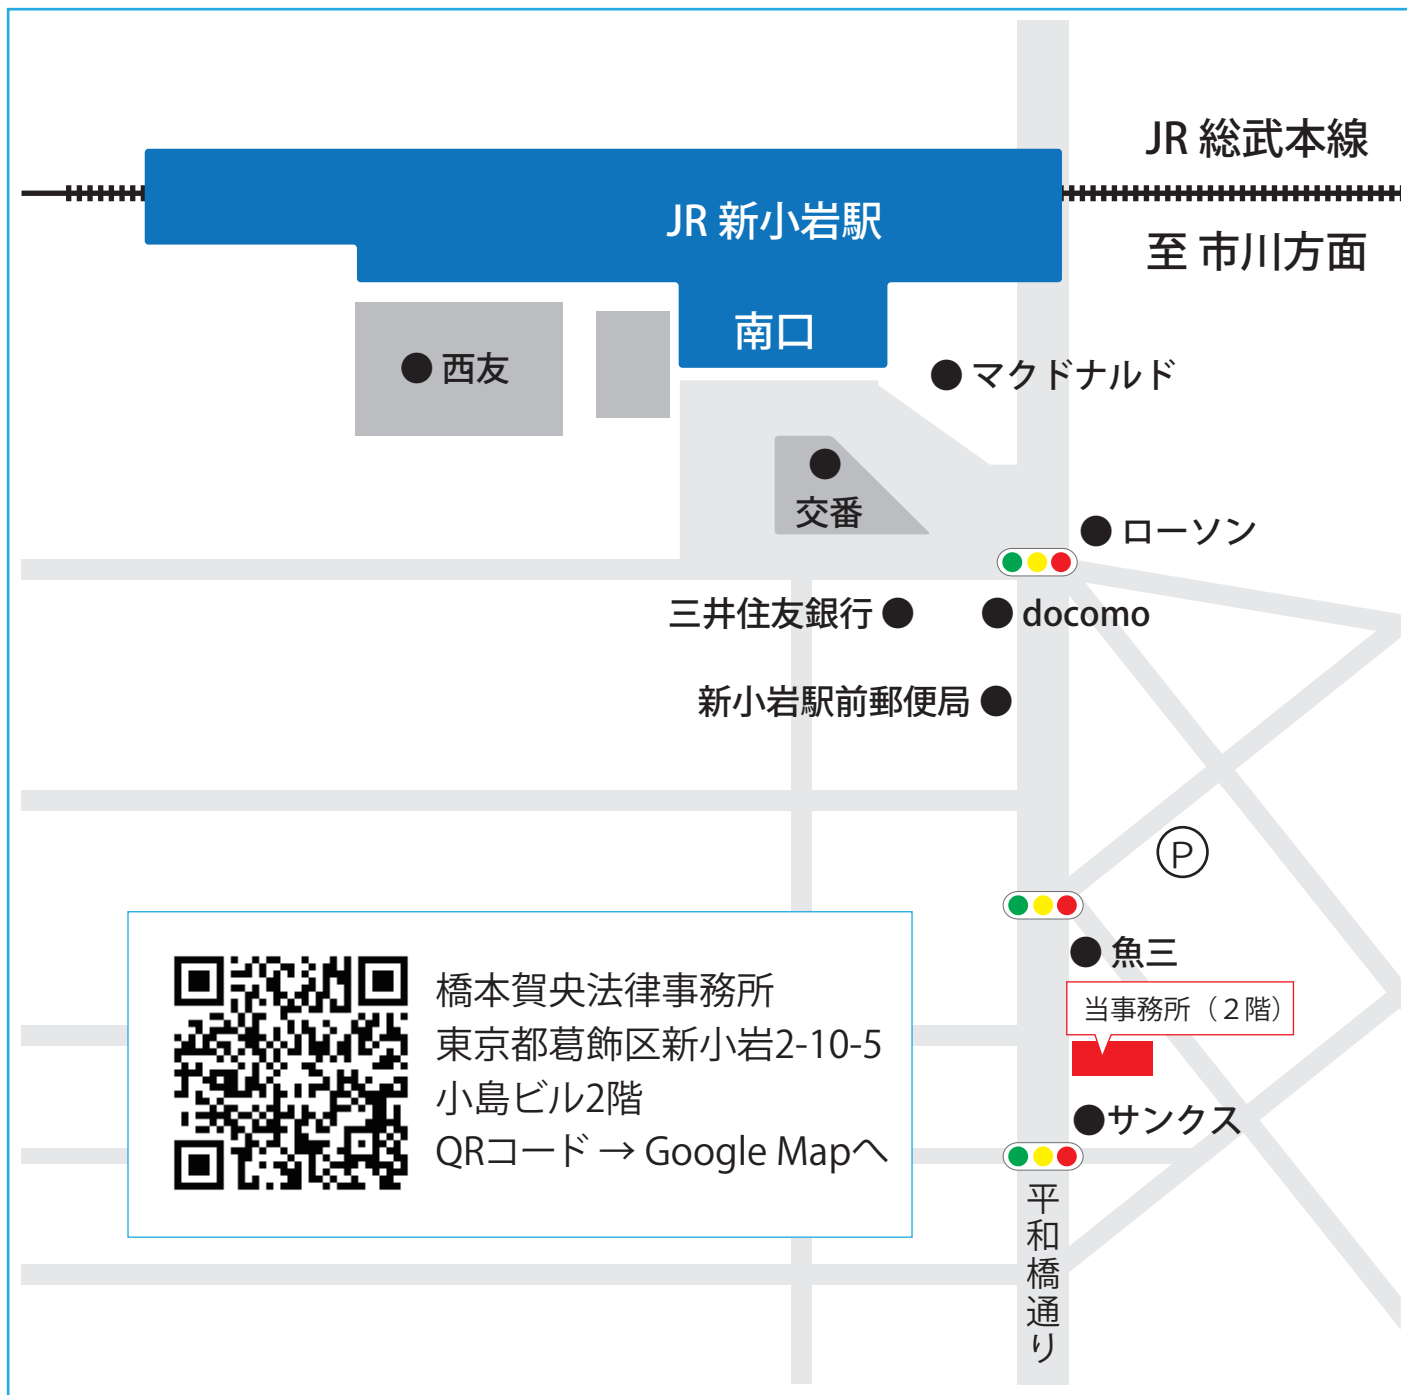 JR 総武本線
JR 新小岩駅
至 市川方面
南口
西友
マクドナルド
交番
ローソン
三井住友銀行
docomo
新小岩駅前郵便局
P
魚三
当事務所（２階）
サンクス
橋本賀央法律事務所
東京都葛飾区新小岩2-10-5
小島ビル2階
QRコード → Google Mapへ
平和橋通り